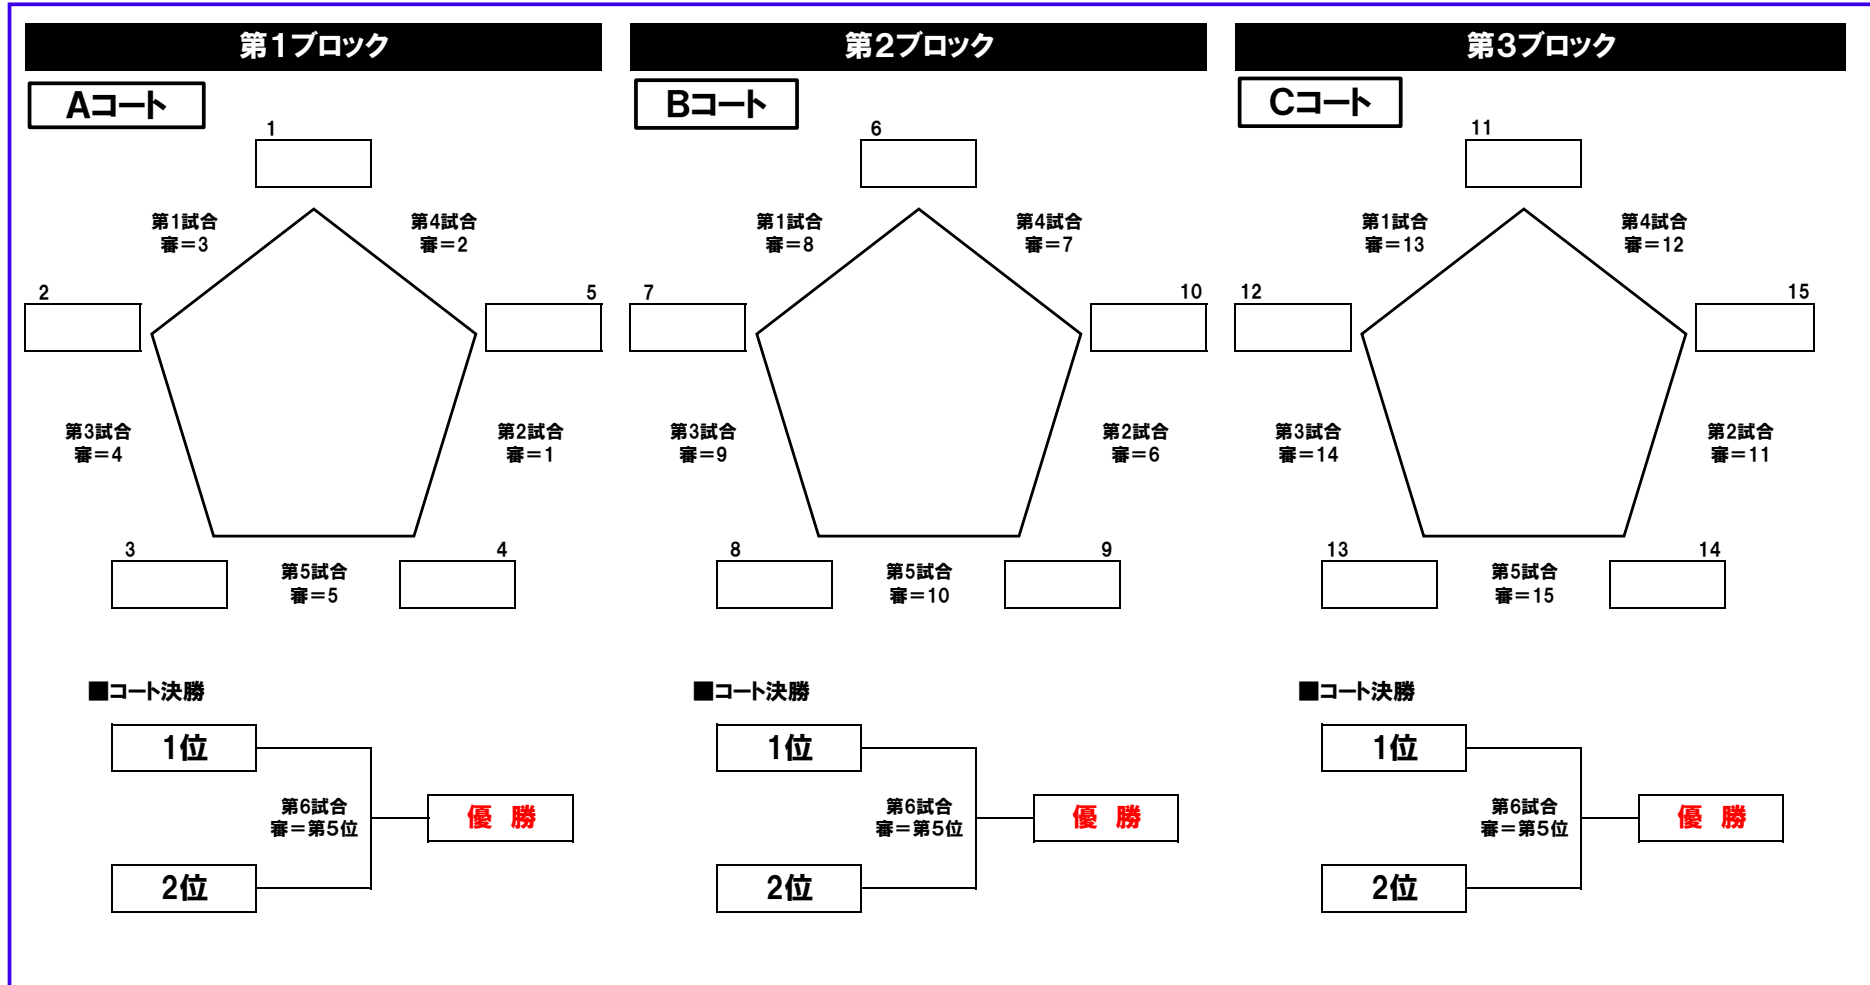 第1ブロック
Aコート
1
第1試合
審＝3
第4試合
審＝2
2
5
第3試合
審＝4
第2試合
審＝1
3
4
第5試合
審＝5
■コート決勝
1位
第6試合
審＝第5位
優 勝
2位
第2ブロック
Bコート
6
第1試合
審＝8
第4試合
審＝7
7
10
第3試合
審＝9
第2試合
審＝6
8
9
第5試合
審＝10
■コート決勝
1位
第6試合
審＝第5位
優 勝
2位
第3ブロック
Cコート
11
第1試合
審＝13
第4試合
審＝12
12
15
第3試合
審＝14
第2試合
審＝11
13
14
第5試合
審＝15
■コート決勝
1位
第6試合
審＝第5位
優 勝
2位